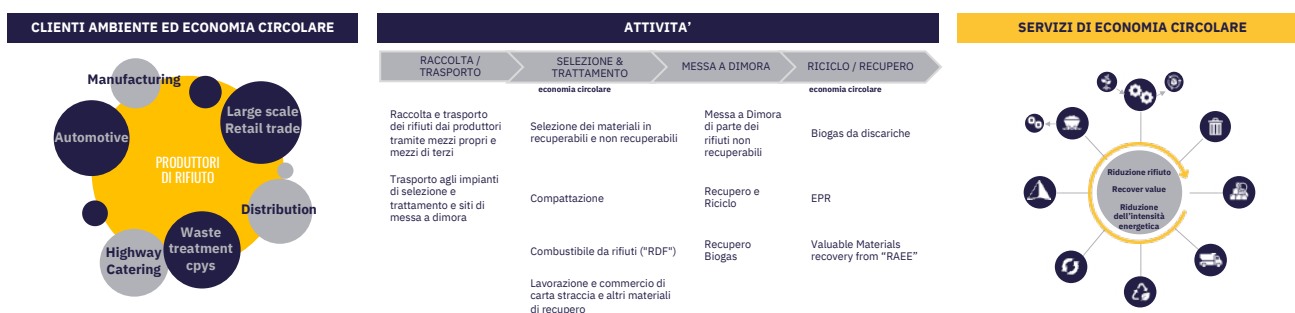 CLIENTI AMBIENTE ED ECONOMIA CIRCOLARE
Manufacturing
Large scale
Retail trade
Automotive
PRODUTTORI
DI RIFIUTO
Distribution
Waste
treatment
cpys
Highway
Catering
ATTIVITA’
RACCOLTA /
TRASPORTO
SELEZIONE &
TRATTAMENTO
MESSA A DIMORA
RICICLO / RECUPERO
economia circolare
economia circolare
Raccolta e trasporto
dei rifiuti dai produttori
tramite mezzi propri e
mezzi di terzi
Trasporto agli impianti
di selezione e
trattamento e siti di
messa a dimora
Selezione dei materiali in
recuperabili e non recuperabili
Compattazione
Combustibile da rifiuti ("RDF")
Lavorazione e commercio di
carta straccia e altri materiali
di recupero
Messa a Dimora
di parte dei
rifiuti non
recuperabili
Recupero e
Riciclo
Recupero
Biogas
Biogas da discariche
EPR
Valuable Materials
recovery from “RAEE”
SERVIZI DI ECONOMIA CIRCOLARE
Riduzione rifiuto
Recover value
Riduzione
dell’intensità
energetica